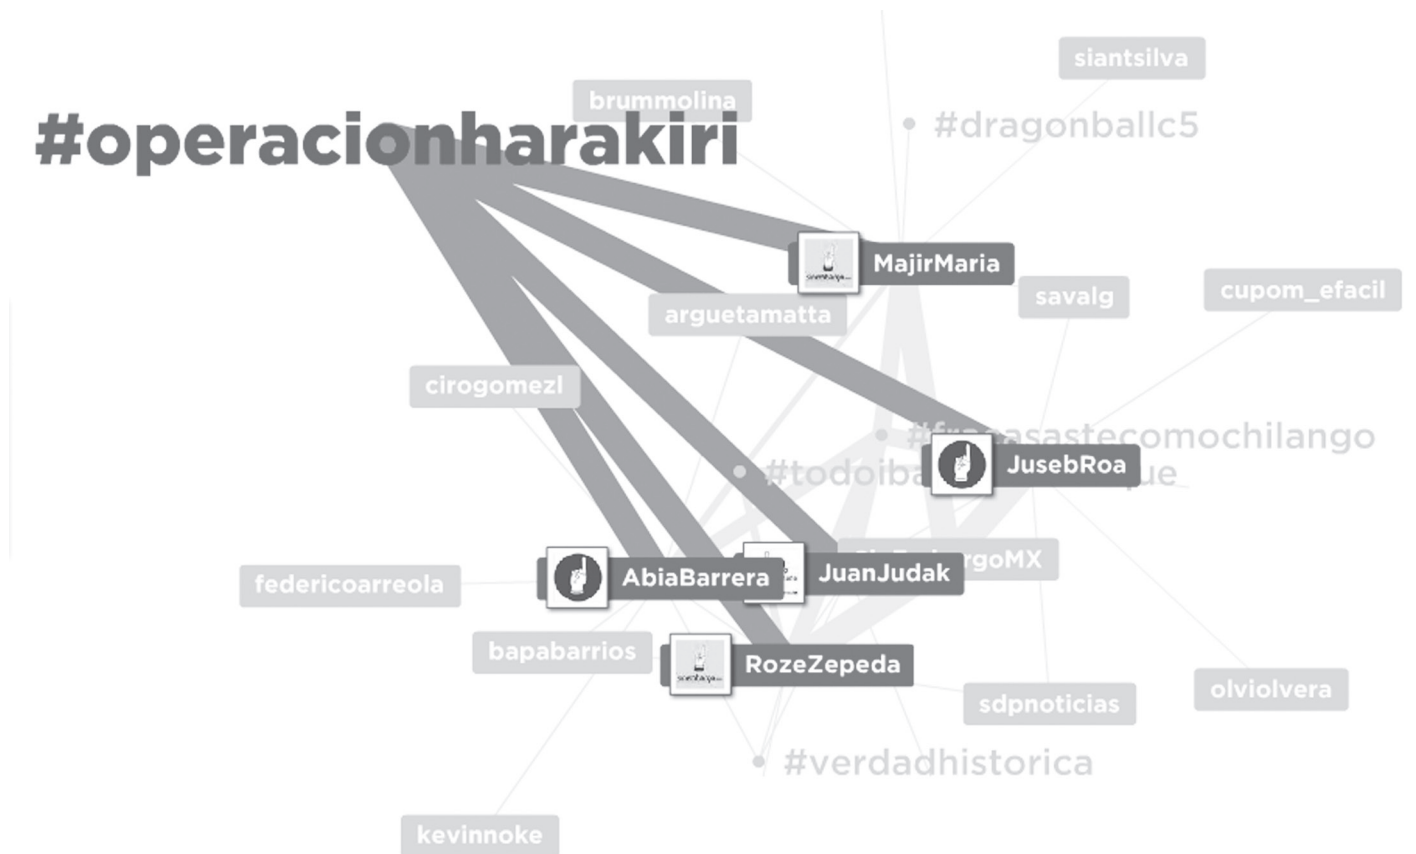 siantsilva
brummolina
#dragonballc5
#operacionharakiri
MajirMaria
savalg
cupom_efacil
arguetamatta
cirogomezl
JusebRoa
AbiaBarrera
JuanJudak
federicoarreola
bapabarrios
RozeZepeda
sdpnoticias
olviolvera
#verdadhistorica
kevinnoke